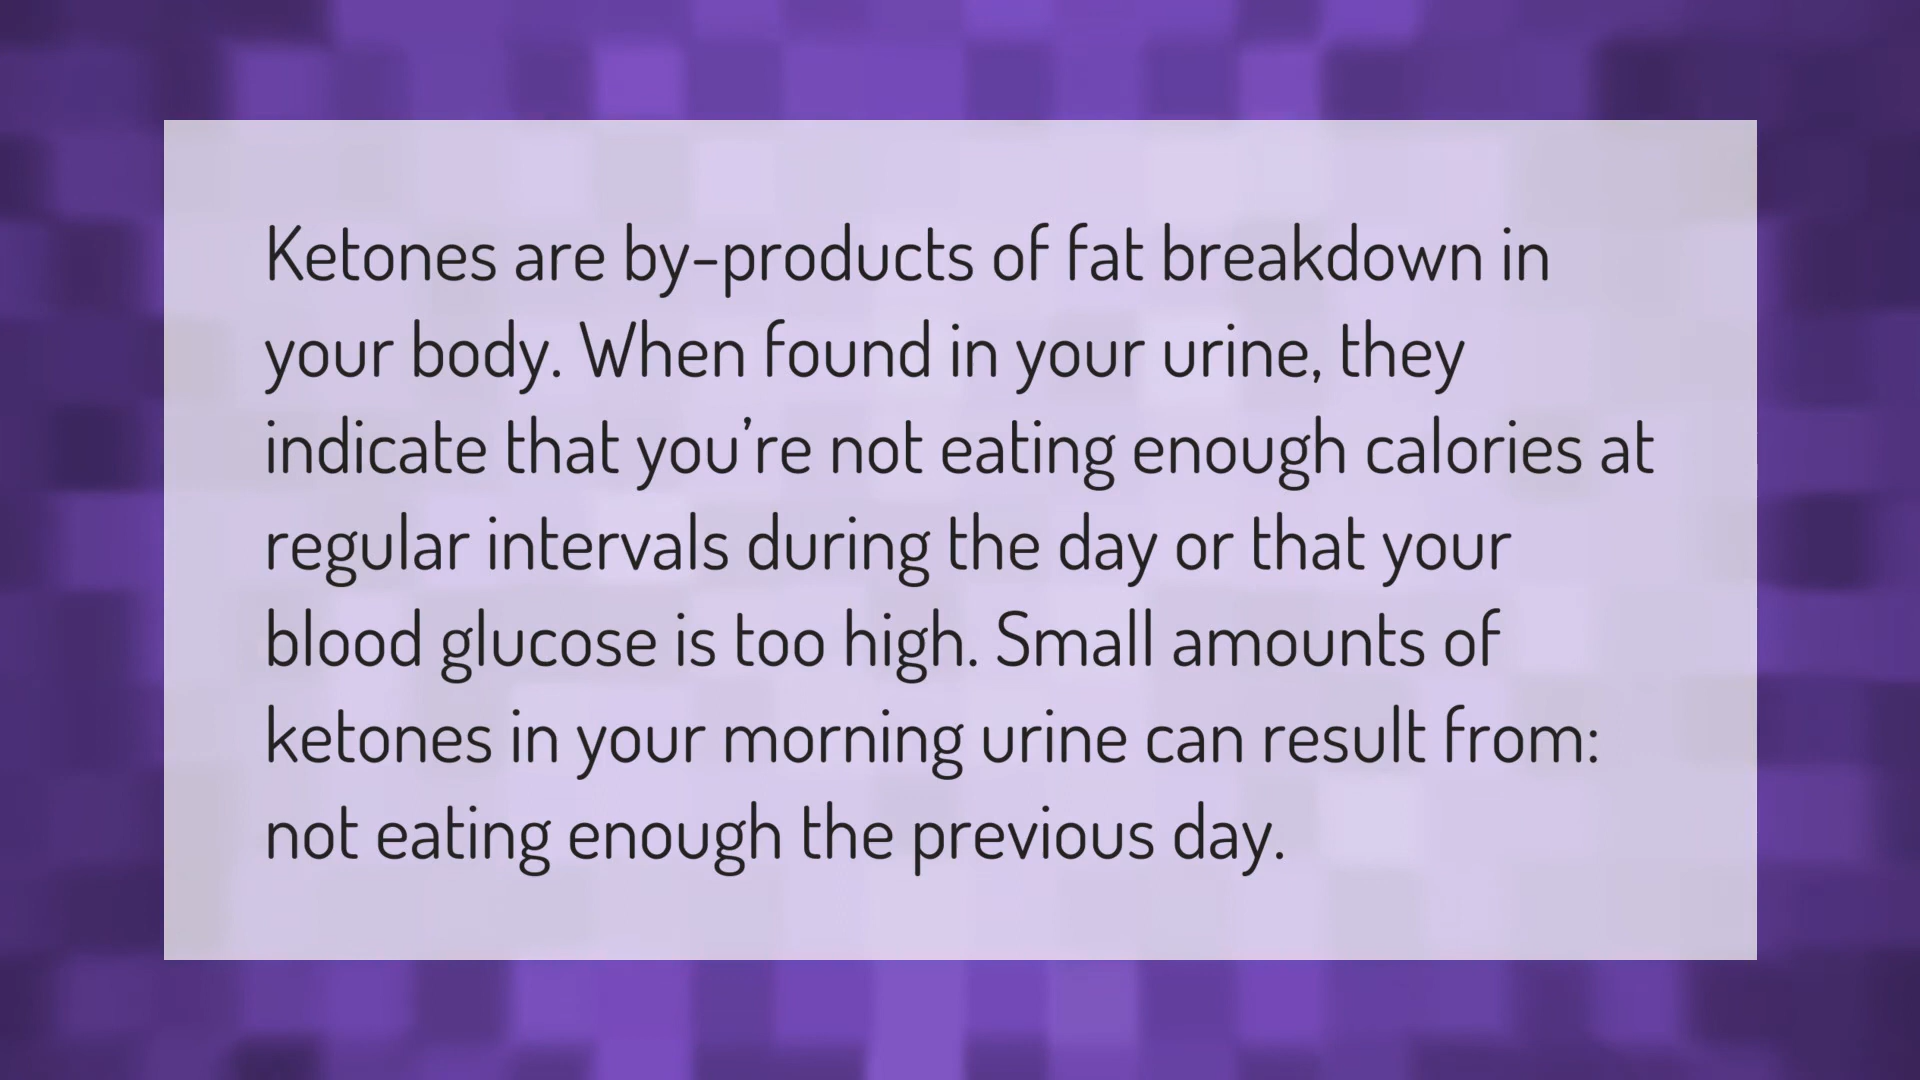 Ketones are by-products of fat breakdown in
your body. When found in your urine, they
indicate that you’re not eating enough calories at
regular intervals during the day or that your
blood glucose is too high. Small amounts of
ketones in your morning urine can result from:
not eating enough the previous day.